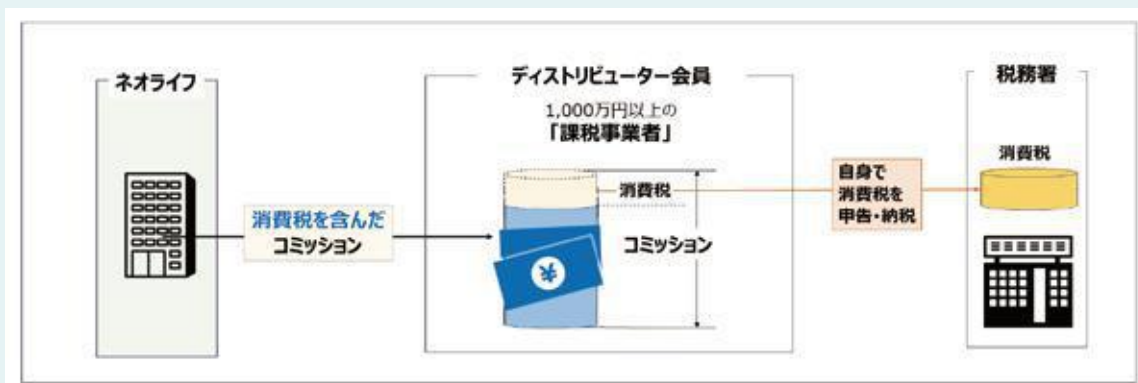 ネオライフ
消費税を含んだ
コミッション
ディストリビューター会員
1,000万円以上の
「課税事業者」
消費税
コミッション
自身で
消費税を
申告・納税
税務署
消費税